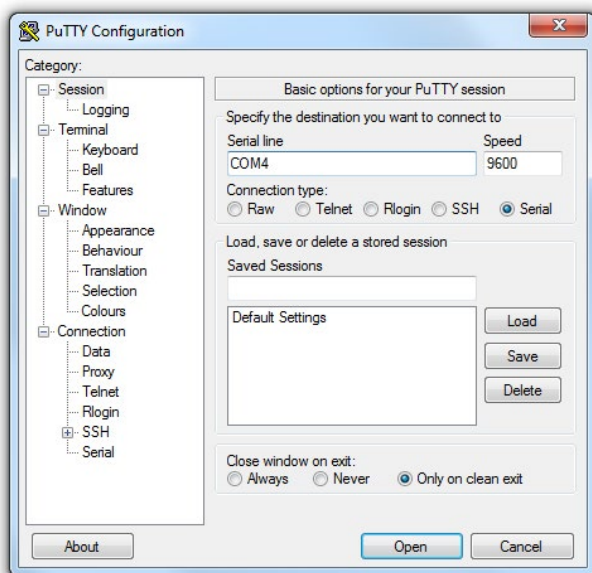 PuTTY Configuration
Category:
Session
Logging
Terminal
Keyboard
Bell
Features
Window
Appearance
Behaviour
Translation
Selection
Colours
Connection
Data
Proxy
Telnet
Rlogin
SSH
Serial
Basic options for your PuTTY session
Specify the destination you want to connect to
Serial line Speed
COM4 9600
Connection type:
Raw Telnet Rlogin SSH Serial
Load, save or delete a stored session
Saved Sessions
Default Settings
Load
Save
Delete
Close window on exit:
Always Never Only on clean exit
About Open Cancel